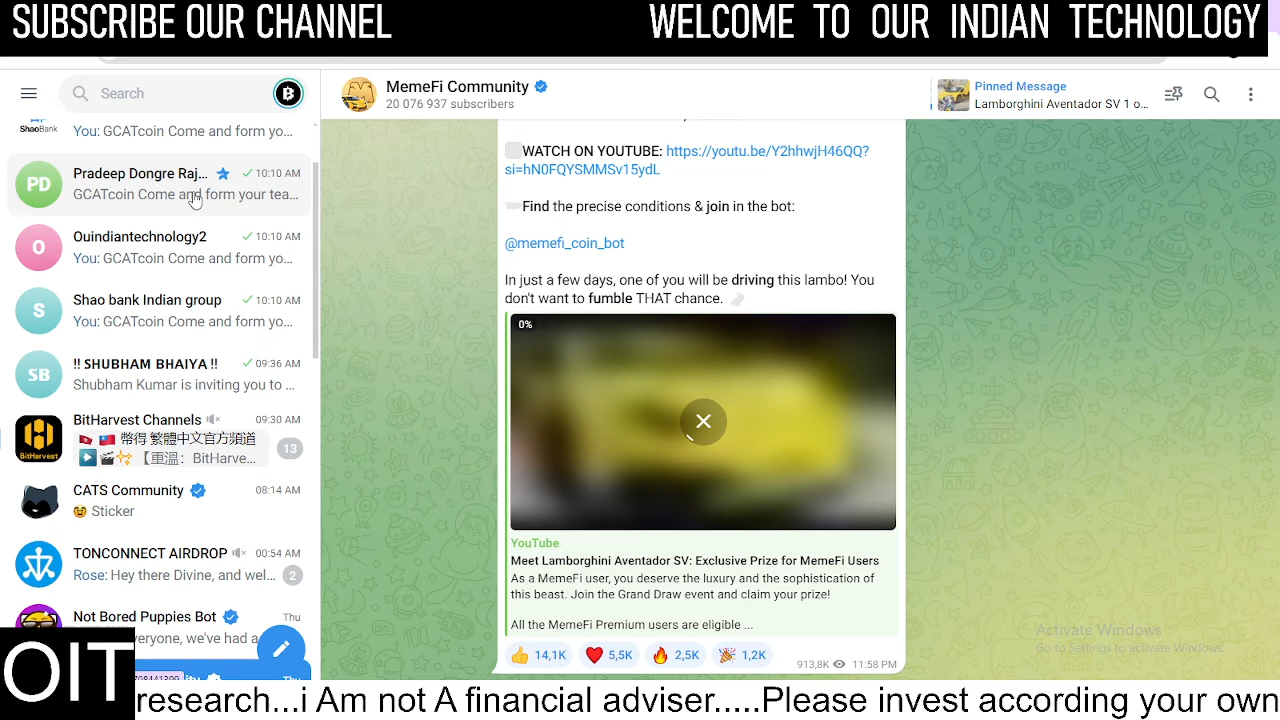 SUBSCRIBE OUR CHANNEL
WELCOME TO OUR INDIAN TECHNOLOGY
Search
ShaoBank
You: GCATcoin Come and form yo...
PD
Pradeep Dongre Raj...
10:10 AM
GCATcoin Come and form your tea...
O
Ouindiantechnology2
10:10 AM
You: GCATcoin Come and form yo...
S
Shao bank Indian group
10:10 AM
You: GCATcoin Come and form yo...
SB
!! SHUBHAM BHAIYA !!
09:36 AM
Shubham Kumar is inviting you to ...
BitHarvest
BitHarvest Channels
09:30 AM
幣得 繁體中文官方頻道
【重溫：BitHarve...
13
CATS Community
08:14 AM
Sticker
TONCONNECT AIRDROP
00:54 AM
Rose: Hey there Divine, and wel...
2
Not Bored Puppies Bot
Thu
everyone, we've had a
Thu
MemeFi Community
20 076 937 subscribers
Pinned Message
Lamborghini Aventador SV 1 o...
WATCH ON YOUTUBE: https://youtu.be/Y2hhwjH46QQ?
si=hN0FQYSMMSv15ydL
Find the precise conditions & join in the bot:
@memefi_coin_bot
In just a few days, one of you will be driving this lambo! You
don't want to fumble THAT chance.
0%
YouTube
Meet Lamborghini Aventador SV: Exclusive Prize for MemeFi Users
As a MemeFi user, you deserve the luxury and the sophistication of
this beast. Join the Grand Draw event and claim your prize!
All the MemeFi Premium users are eligible ...
14,1K
5,5K
2,5K
1,2K
913,8K
11:58 PM
Activate Windows
Go to Settings to activate Windows.
OIT
research...i Am not A financial adviser.....Please invest according your own